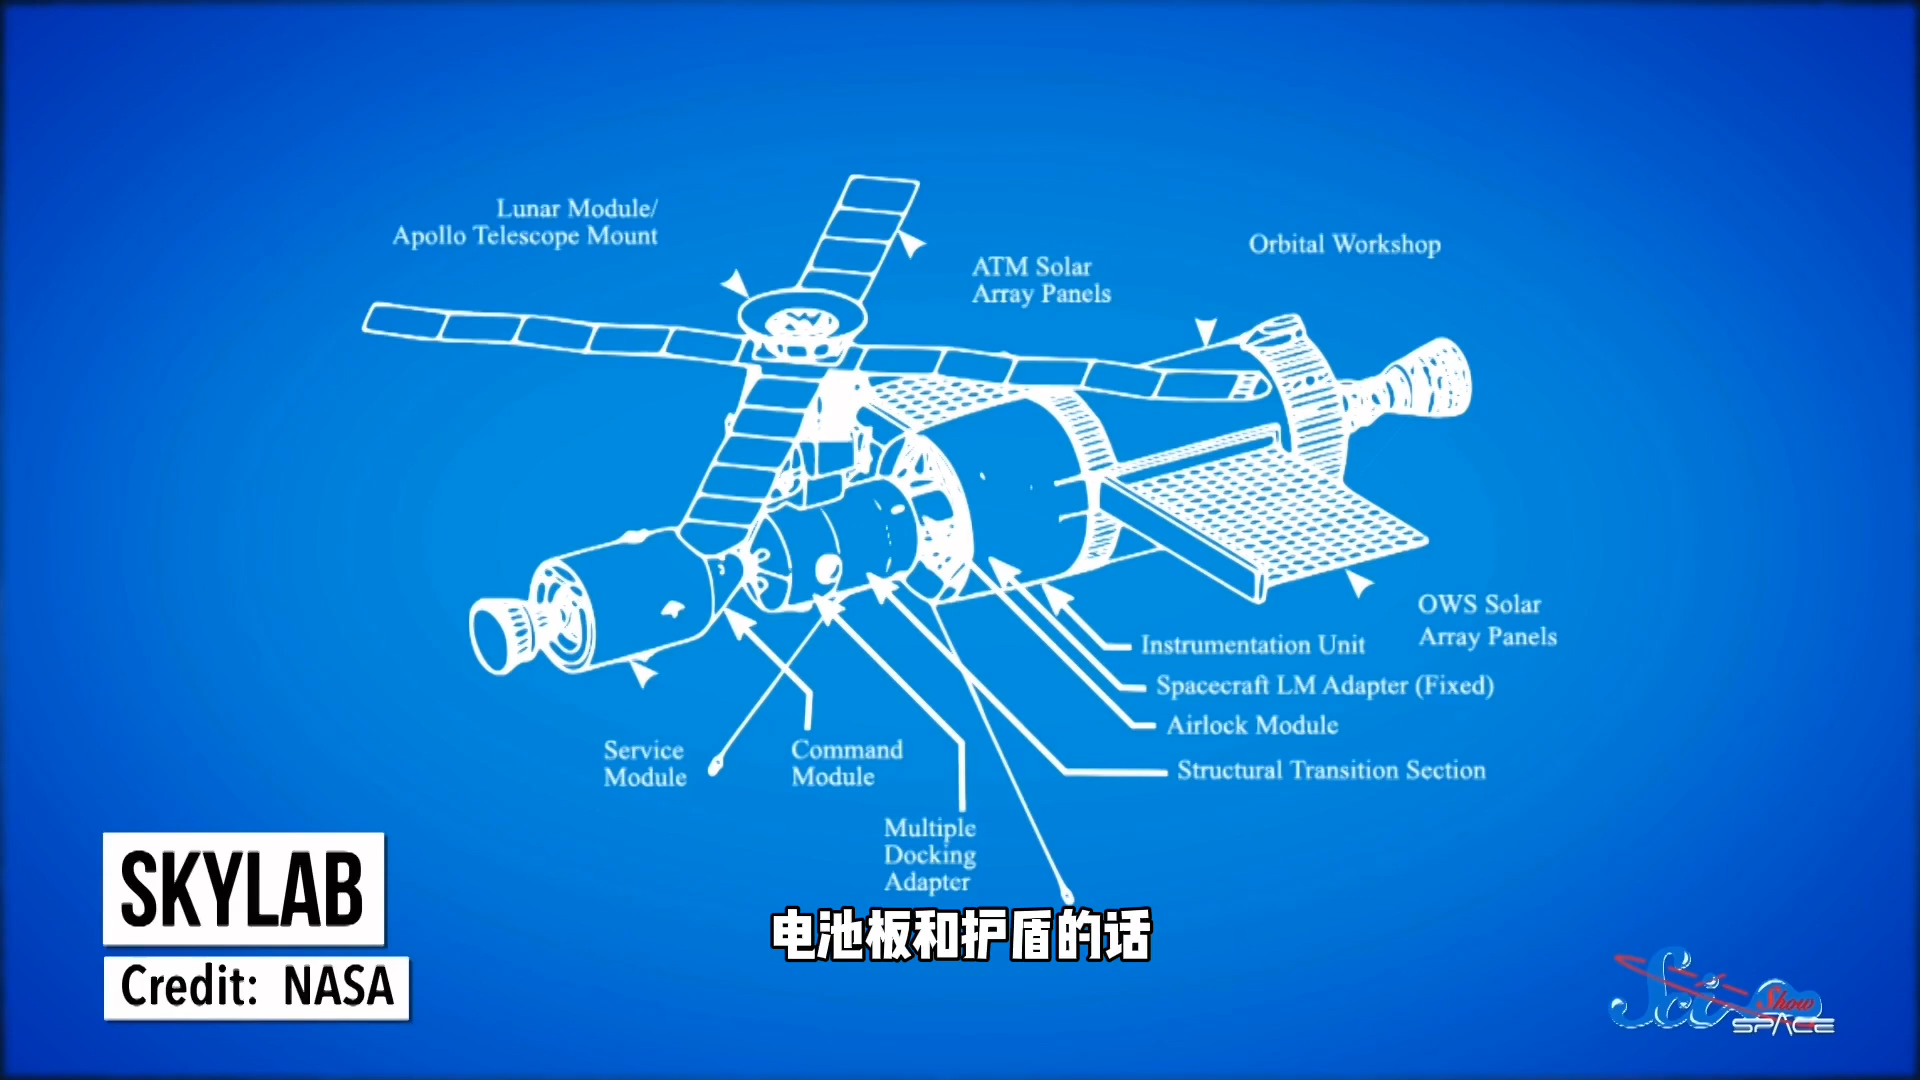 Lunar Module/
Apollo Telescope Mount
ATM Solar
Array Panels
Orbital Workshop
OWS Solar
Array Panels
Instrumentation Unit
Spacecraft LM Adapter (Fixed)
Airlock Module
Structural Transition Section
Service
Module
Command
Module
Multiple
Docking
Adapter
SKYLAB
Credit: NASA
电池板和护盾的话
Sci Show
SPACE